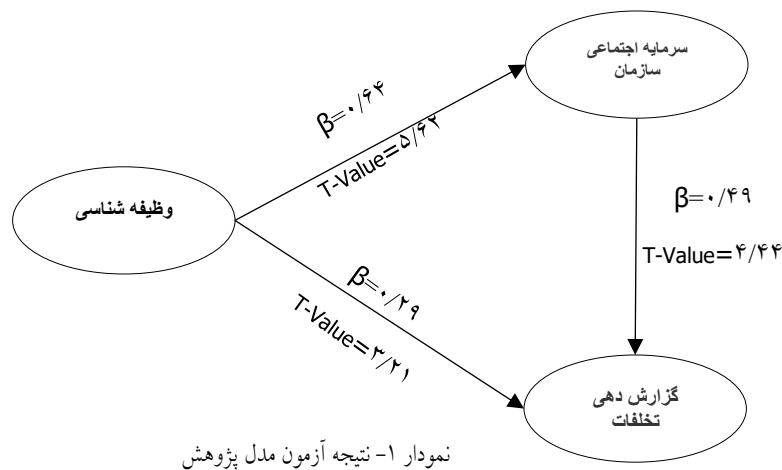 سرمایه اجتماعی
سازمان
β=۰/۶۴
T-Value=۵/۶۲
وظیفه شناسی
β=۰/۴۹
T-Value=۴/۴۴
β=۰/۲۹
T-Value=۳/۲۱
گزارش دهی
تخلفات
نمودار ۱- نتیجه آزمون مدل پژوهش